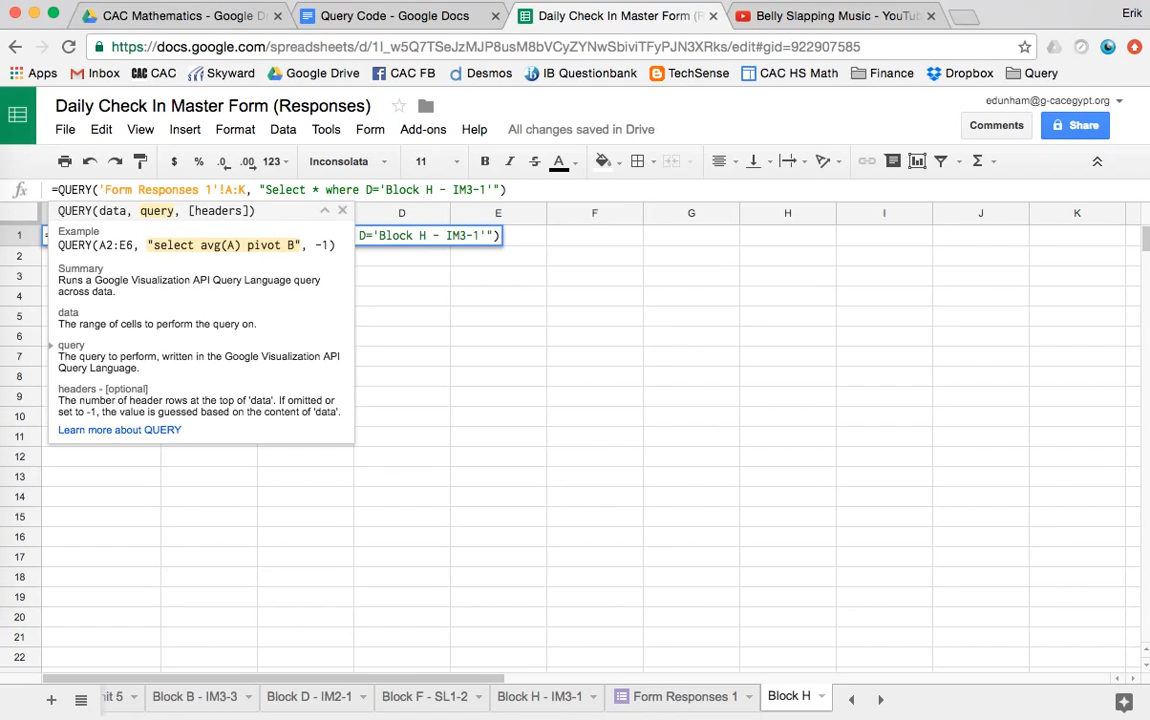 CAC Mathematics - Google D
Query Code - Google Docs
Daily Check In Master Form (R
Belly Slapping Music - YouTub
Erik
https://docs.google.com/spreadsheets/d/1I_w5Q7TSeJzMJP8usM8bVCyZYNwSbiviTFyPJN3XRks/edit#gid=922907585
Apps Inbox CAC CAC Skyward Google Drive CAC FB Desmos IB Questionbank TechSense CAC HS Math Finance Dropbox Query
Daily Check In Master Form (Responses)
edunham@g-cacegypt.org
File Edit View Insert Format Data Tools Form Add-ons Help All changes saved in Drive
Comments Share
$ % .0 .00 123 Inconsolata 11 B I S A Σ
fx =QUERY('Form Responses 1'!A:K, "Select * where D='Block H - IM3-1'")
D E F G H I J K
QUERY(data, query, [headers])
1 = D='Block H - IM3-1'")
Example
QUERY(A2:E6, "select avg(A) pivot B", -1)
Summary
Runs a Google Visualization API Query Language query
across data.
data
The range of cells to perform the query on.
query
The query to perform, written in the Google Visualization API
Query Language.
headers - [optional]
The number of header rows at the top of 'data'. If omitted or
set to -1, the value is guessed based on the content of 'data'.
Learn more about QUERY
2
3
4
5
6
7
8
9
10
11
12
13
14
15
16
17
18
19
20
21
22
+ nit 5 Block B - IM3-3 Block D - IM2-1 Block F - SL1-2 Block H - IM3-1 Form Responses 1 Block H